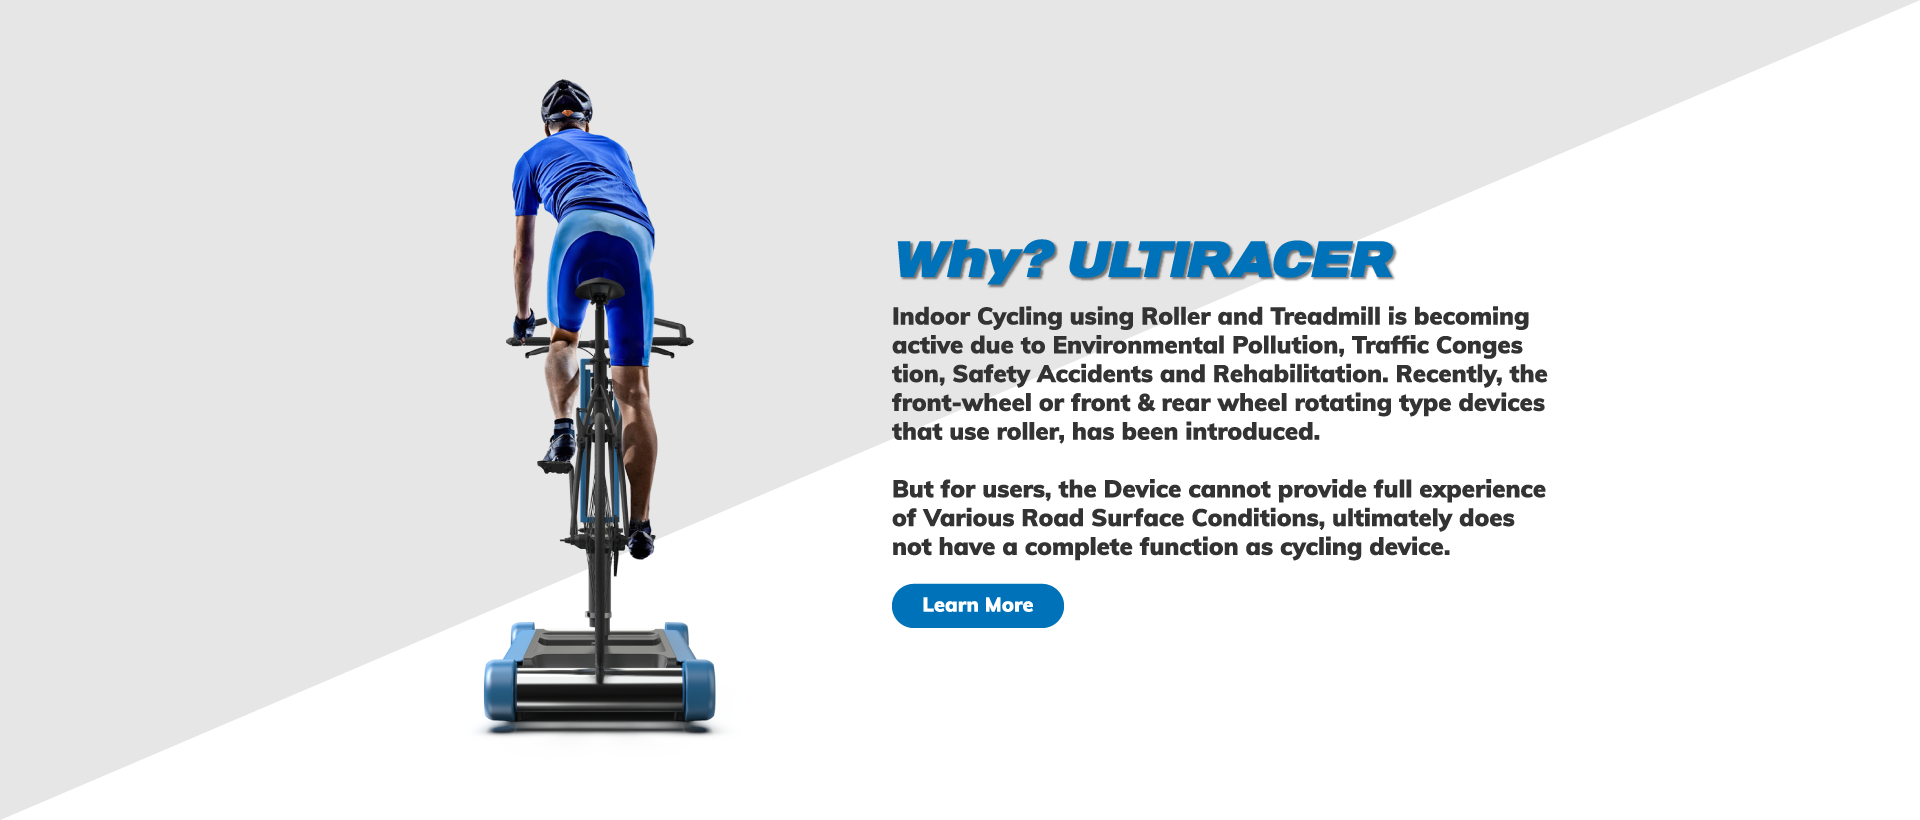 Why? ULTIRACER
Indoor Cycling using Roller and Treadmill is becoming
active due to Environmental Pollution, Traffic Conges
tion, Safety Accidents and Rehabilitation. Recently, the
front-wheel or front & rear wheel rotating type devices
that use roller, has been introduced.
But for users, the Device cannot provide full experience
of Various Road Surface Conditions, ultimately does
not have a complete function as cycling device.
Learn More